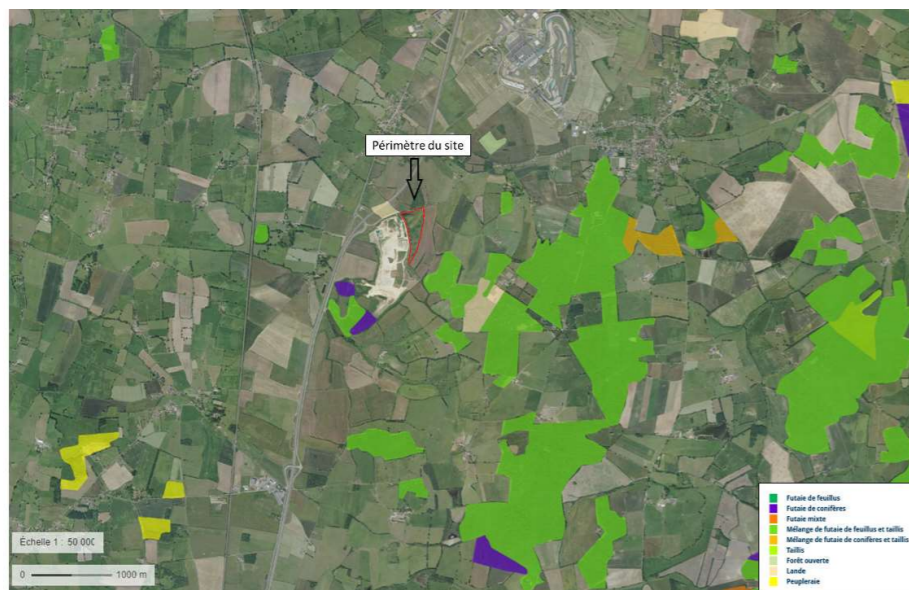 Périmètre du site
Échelle 1 : 50 000
0 1000 m
Futaie de feuillus
Futaie de conifères
Futaie mixte
Mélange de futaie de feuillus et taillis
Mélange de futaie de conifères et taillis
Taillis
Forêt ouverte
Lande
Peupleraie